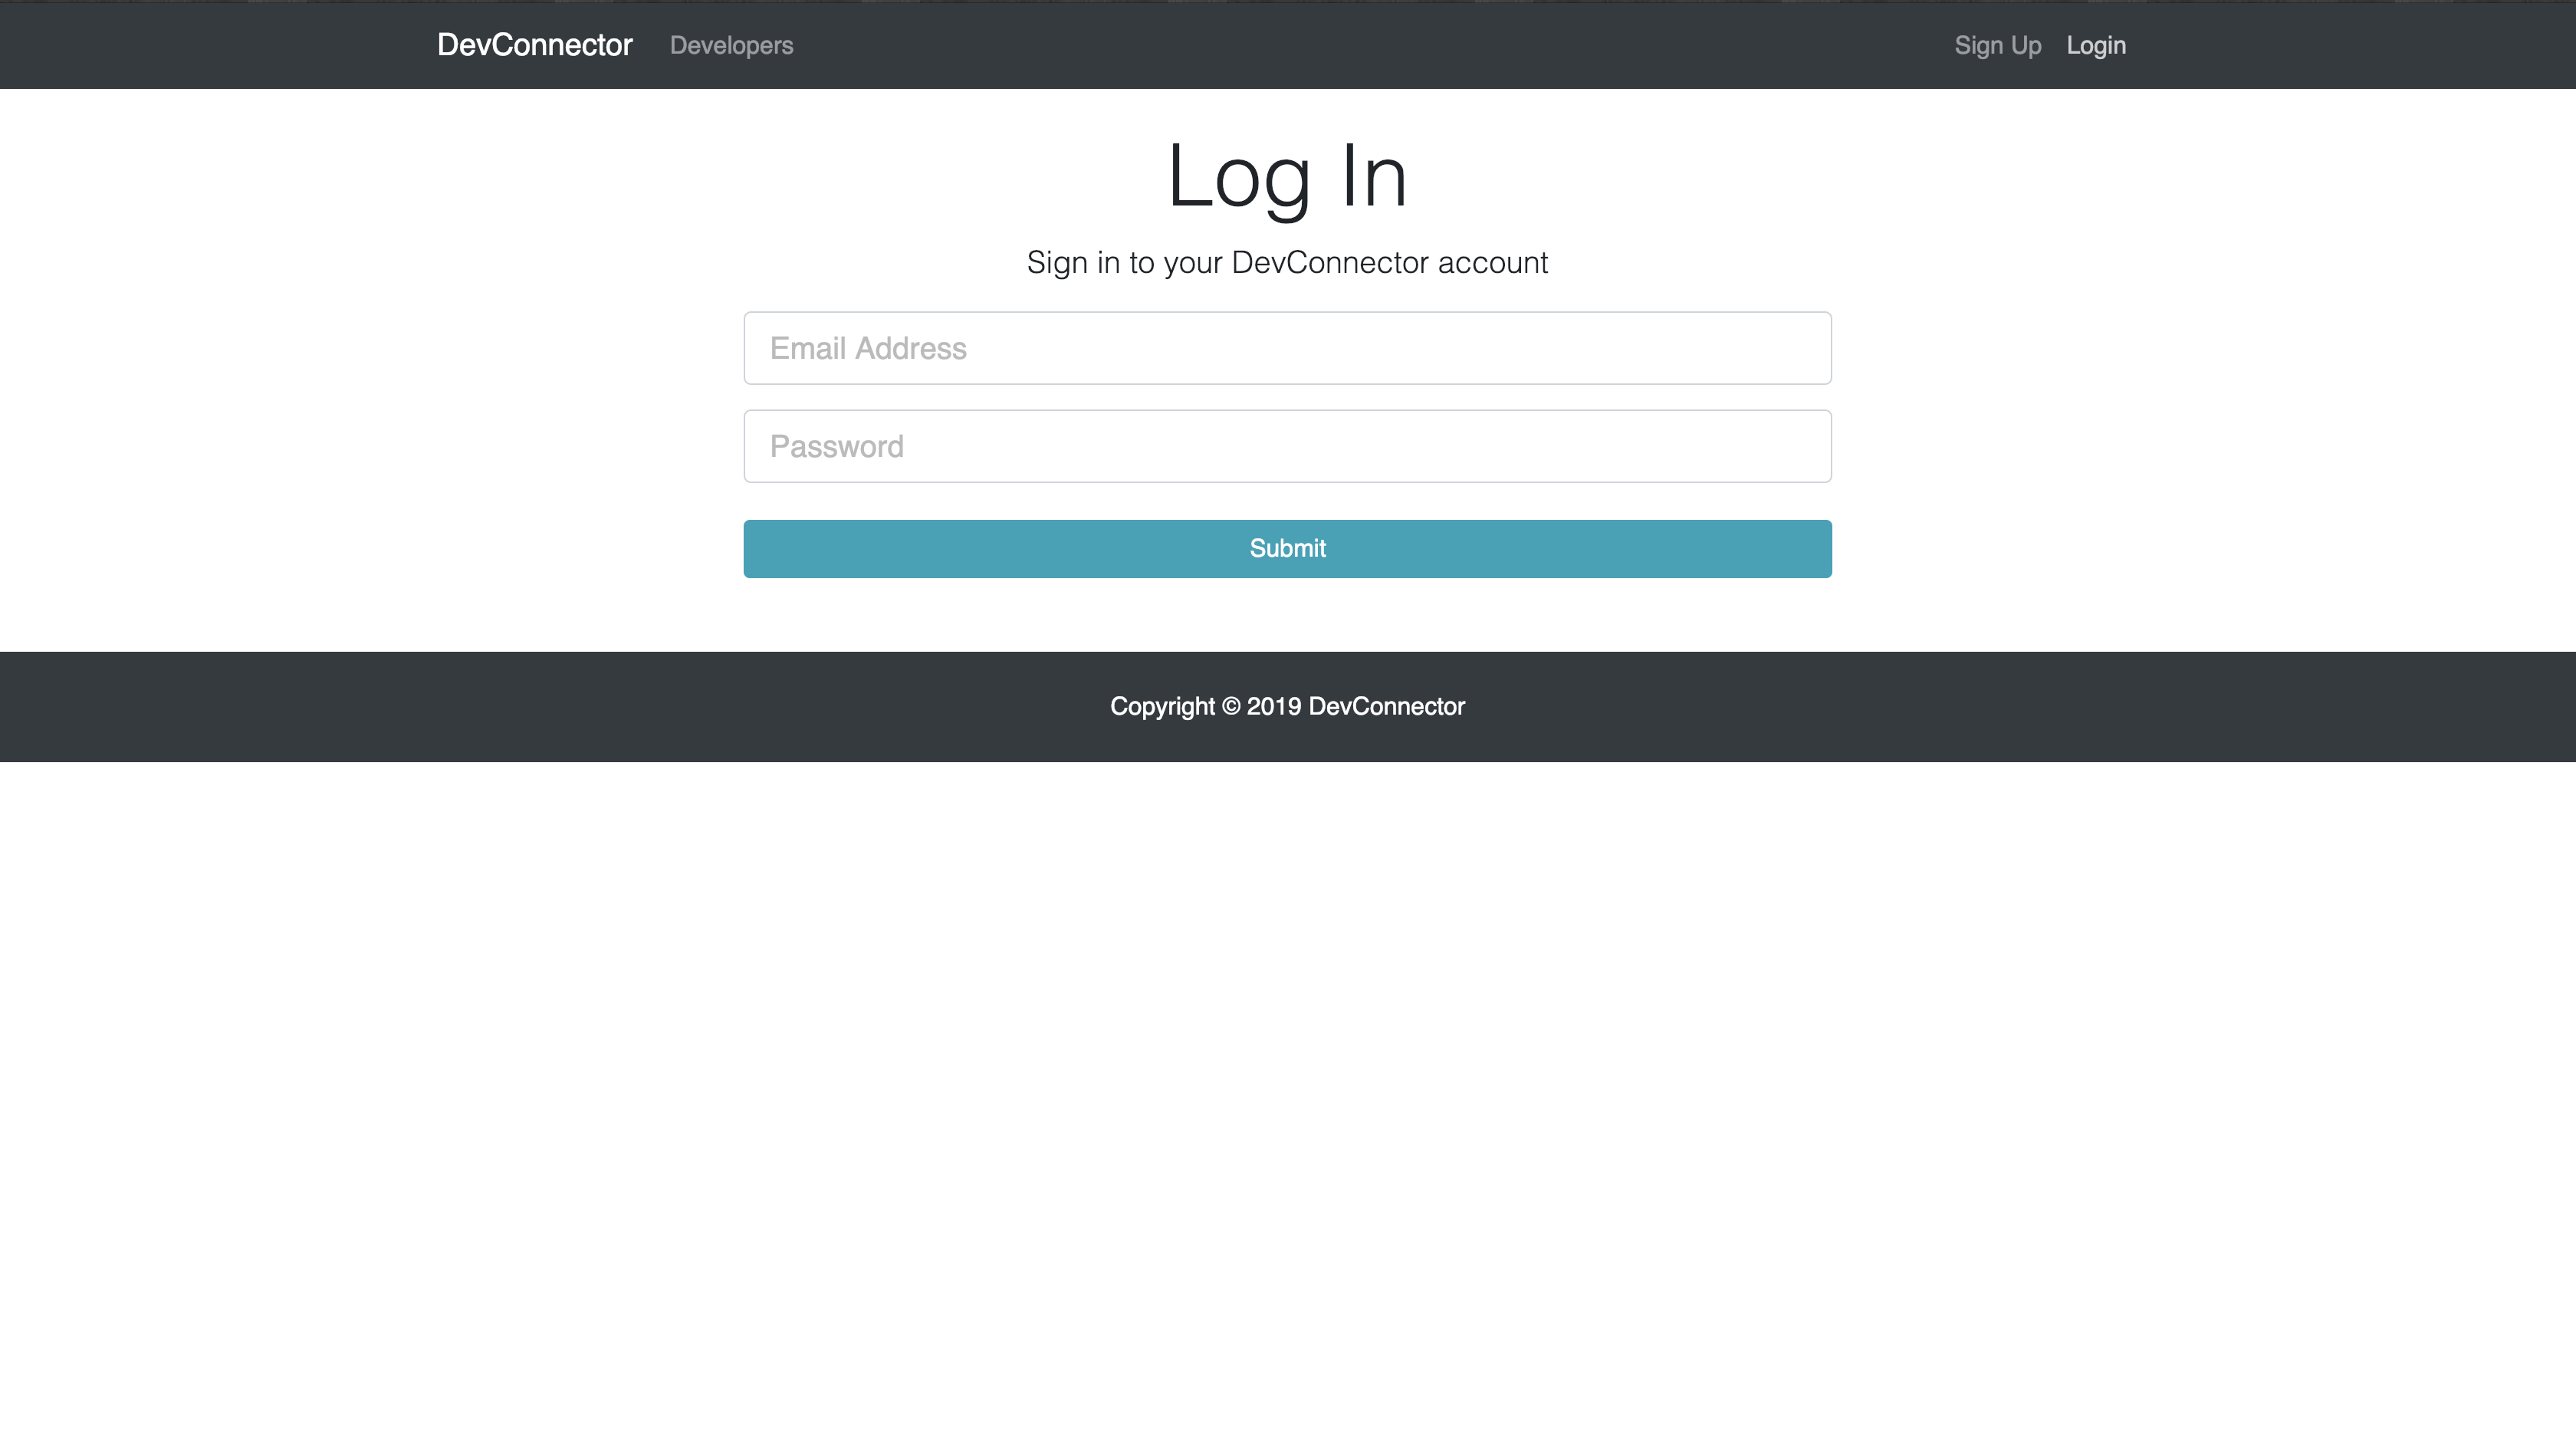 DevConnector Developers Sign Up Login
Log In
Sign in to your DevConnector account
Email Address
Password
Submit
Copyright © 2019 DevConnector